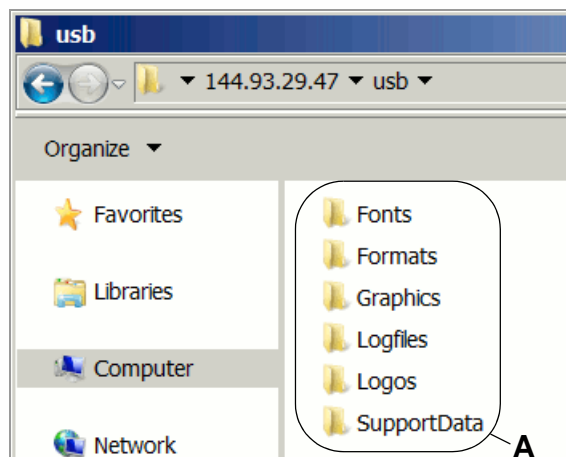 usb
144.93.29.47 usb
Organize
Favorites
Libraries
Computer
Network
Fonts
Formats
Graphics
Logfiles
Logos
SupportData
A